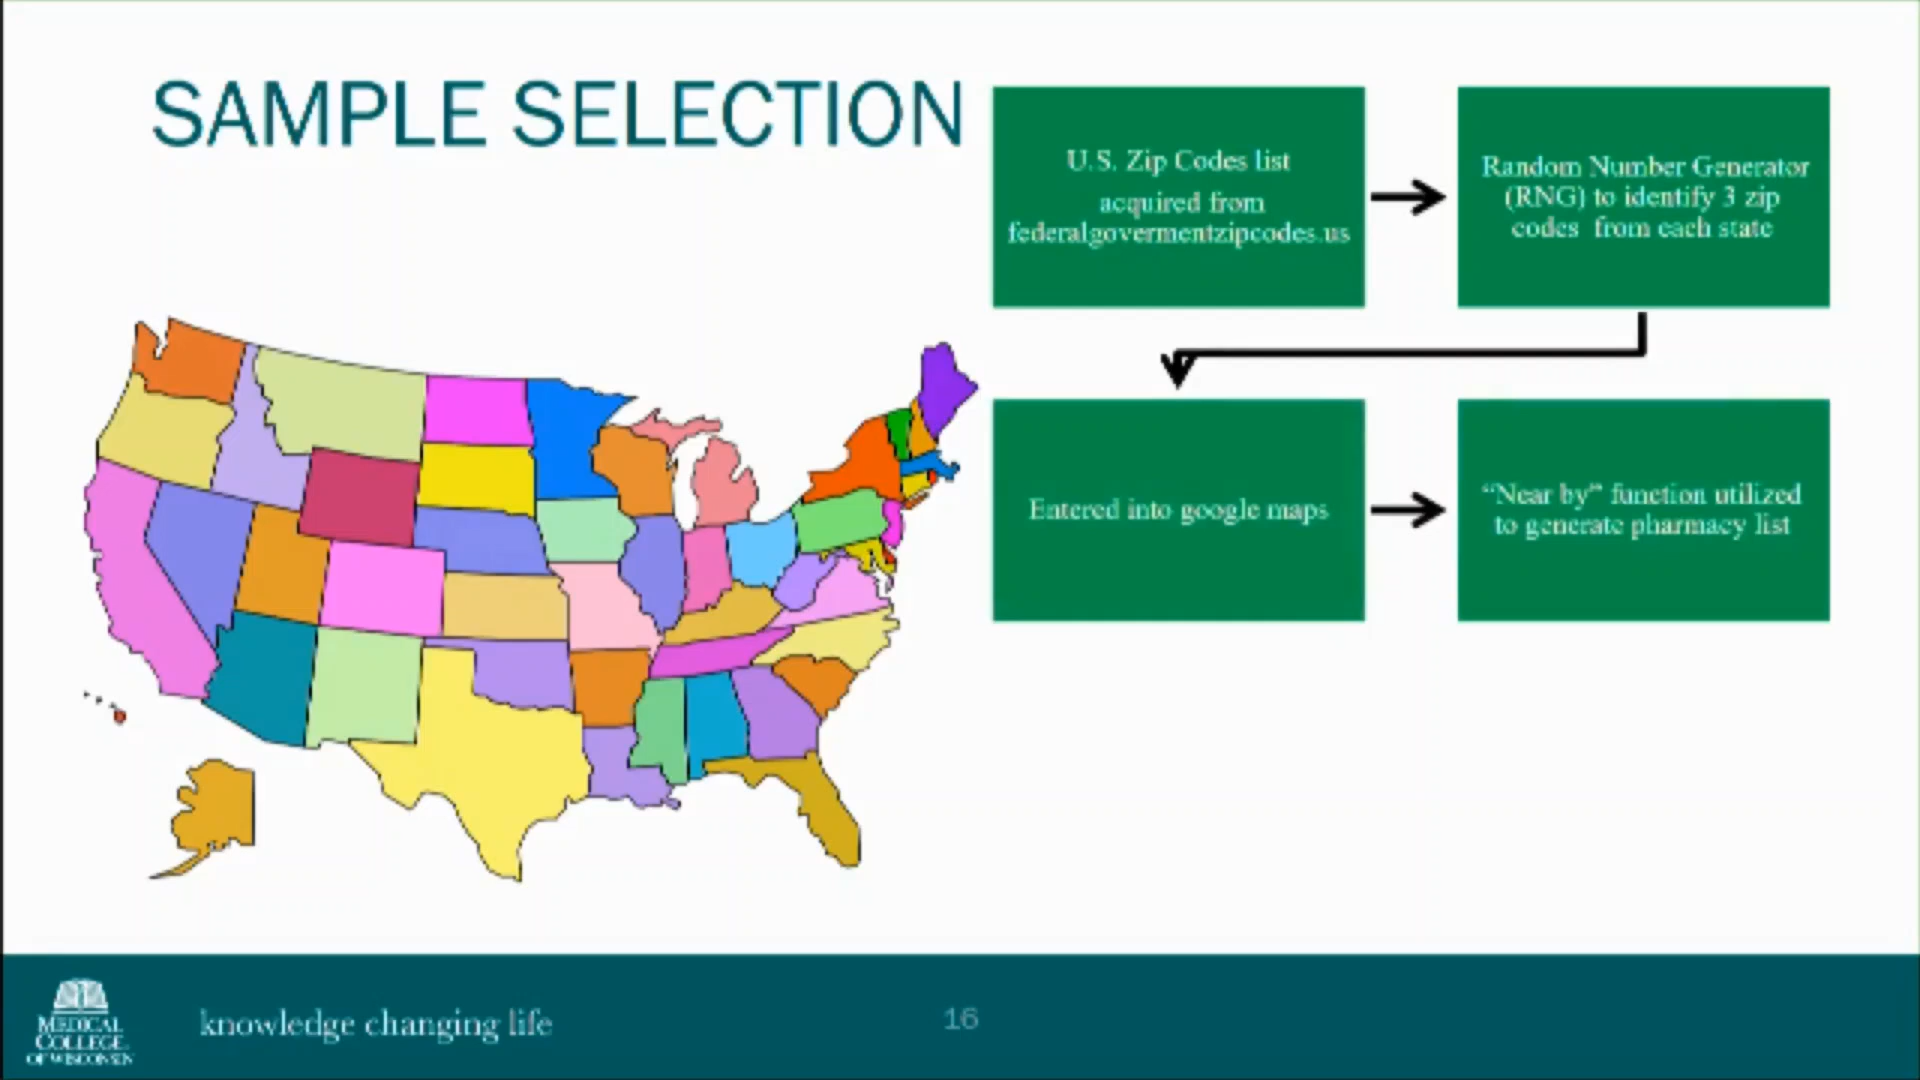 SAMPLE SELECTION
U.S. Zip Codes list
acquired from
federalgovermentzipcodes.us
Random Number Generator
(RNG) to identify 3 zip
codes from each state
Entered into google maps
“Near by” function utilized
to generate pharmacy list
MEDICAL
COLLEGE
OF WISCONSIN
knowledge changing life
16